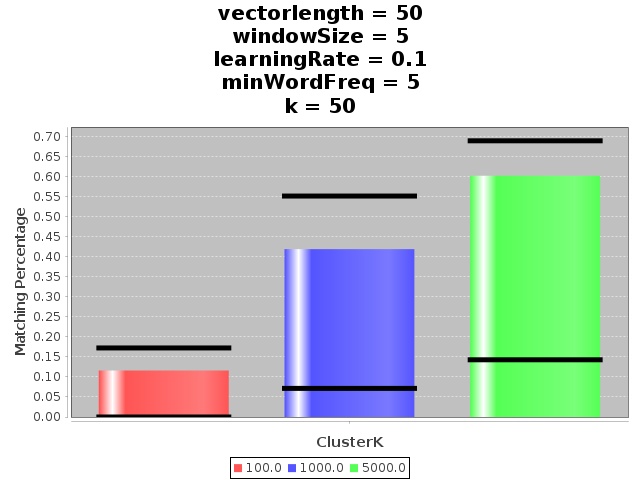 vectorlength = 50
windowSize = 5
learningRate = 0.1
minWordFreq = 5
k = 50
Matching Percentage
0.70
0.65
0.60
0.55
0.50
0.45
0.40
0.35
0.30
0.25
0.20
0.15
0.10
0.05
0.00
ClusterK
100.0 1000.0 5000.0